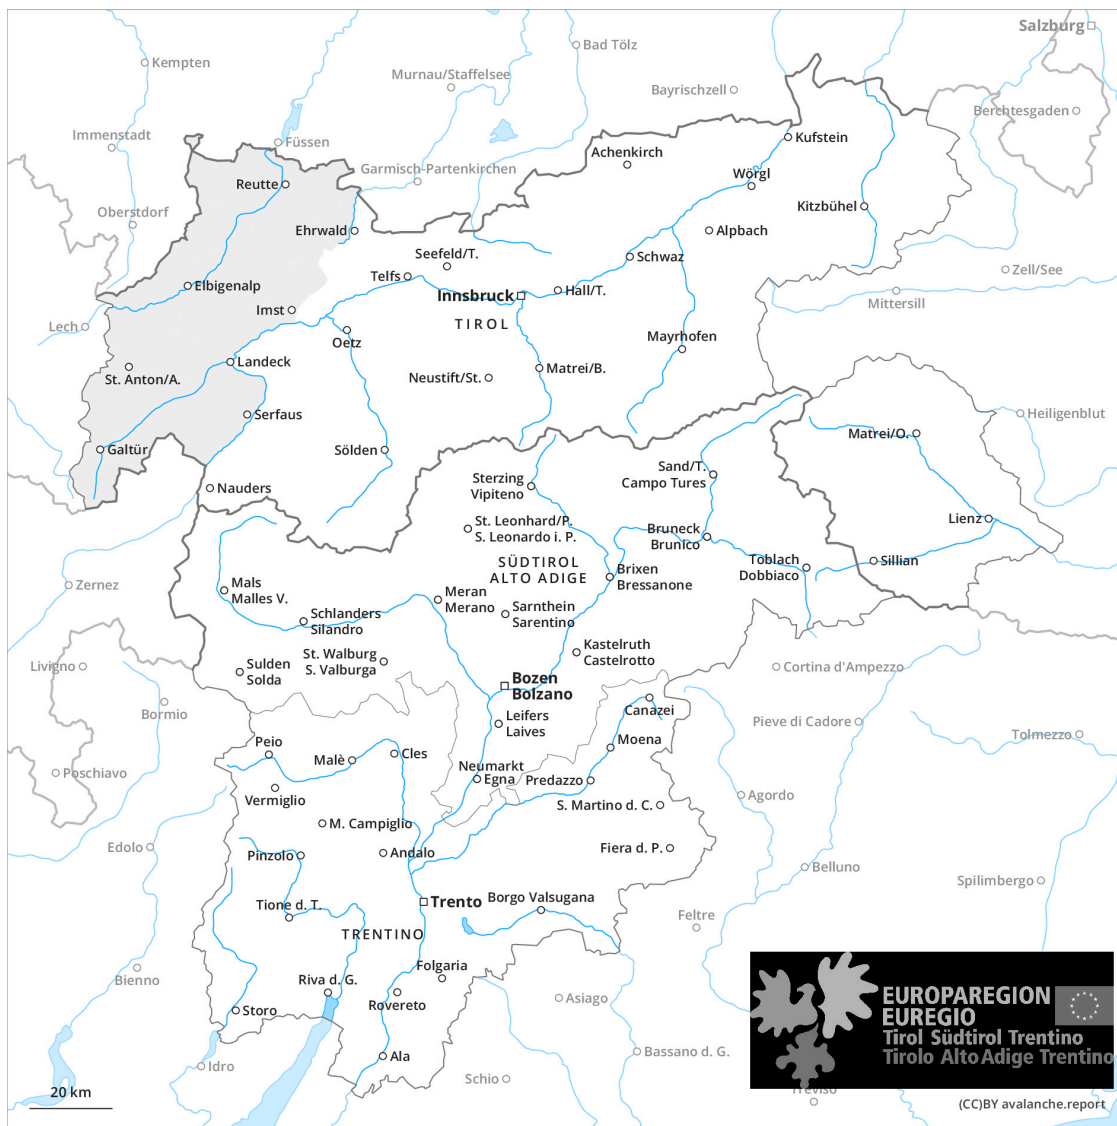 Salzburg
Bad Tölz
Kempten
Murnau/Staffelsee
Bayrischzell
Berchtesgaden
Immenstadt
Füssen
Kufstein
Achenkirch
Garmisch-Partenkirchen
Wörgl
Reutte
Kitzbühel
Oberstdorf
Ehrwald
Alpbach
Seefeld/T.
Schwaz
Zell/See
Telfs
Elbigenalp
Hall/T.
Innsbruck
Mittersill
Imst
TIROL
Lech
Oetz
Mayrhofen
Landeck
Matrei/B.
St. Anton/A.
Neustift/St.
Serfaus
Heiligenblut
Matrei/O.
Galtür
Sölden
Sand/T.
Campo Tures
Sterzing
Vipiteno
Nauders
Lienz
St. Leonhard/P.
S. Leonardo i. P.
Bruneck
Brunico
SÜDTIROL
ALTO ADIGE
Toblach
Dobbiaco
Sillian
Brixen
Bressanone
Zernez
Mals
Malles V.
Meran
Merano
Sarnthein
Sarentino
Schlanders
Silandro
Kastelruth
Castelrotto
St. Walburg
S. Valburga
Livigno
Sulden
Solda
Cortina d'Ampezzo
Bozen
Bolzano
Canazei
Bormio
Leifers
Laives
Pieve di Cadore
Tolmezzo
Peio
Moena
Cles
Malè
Neumarkt
Egna
Poschiavo
Predazzo
Vermiglio
Agordo
S. Martino d. C.
M. Campiglio
Edolo
Fiera d. P.
Pinzolo
Andalo
Belluno
Spilimbergo
Trento
Borgo Valsugana
Tione d. T.
Feltre
TRENTINO
Folgaria
Bienno
Riva d. G.
Rovereto
Asiago
Storo
EUROPAREGION
EUREGIO
Tirol Südtirol Trentino
Tirolo Alto Adige Trentino
Ala
Bassano d. G.
Idro
Schio
20 km
Treviso
(CC)BY avalanche.report